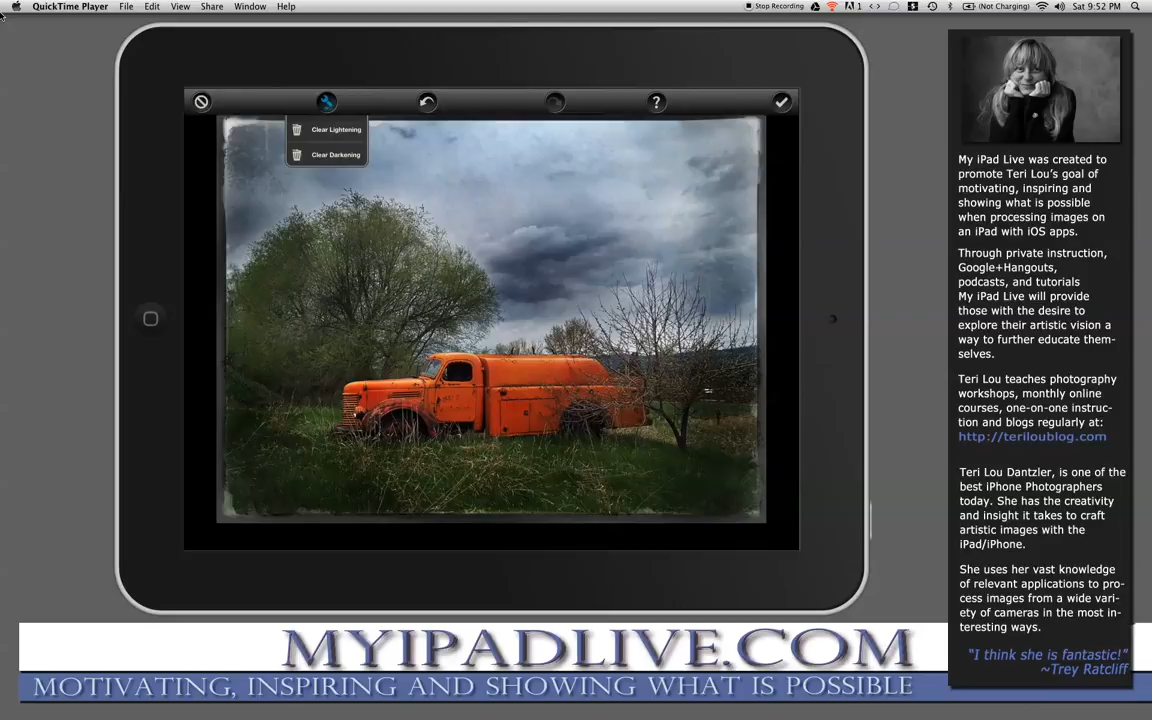 QuickTime Player File Edit View Share Window Help Stop Recording 1 (Not Charging) Sat 9:52 PM
?
Clear Lightening
Clear Darkening
My iPad Live was created to
promote Teri Lou's goal of
motivating, inspiring and
showing what is possible
when processing images on
an iPad with iOS apps.
Through private instruction,
Google+Hangouts,
podcasts, and tutorials
My iPad Live will provide
those with the desire to
explore their artistic vision a
way to further educate them-
selves.
Teri Lou teaches photography
workshops, monthly online
courses, one-on-one instruc-
tion and blogs regularly at:
http://teriloublog.com
Teri Lou Dantzler, is one of the
best iPhone Photographers
today. She has the creativity
and insight it takes to craft
artistic images with the
iPad/iPhone.
She uses her vast knowledge
of relevant applications to pro-
cess images from a wide vari-
ety of cameras in the most in-
teresting ways.
"I think she is fantastic!"
~Trey Ratcliff
MYIPADLIVE.COM
MOTIVATING, INSPIRING AND SHOWING WHAT IS POSSIBLE